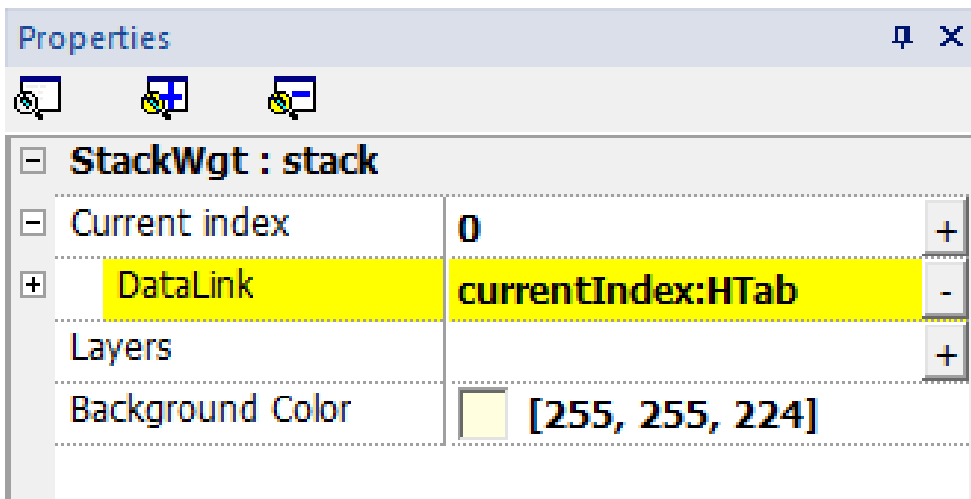 Properties
StackWgt : stack
Current index 0 +
DataLink currentIndex:HTab -
Layers +
Background Color [255, 255, 224]